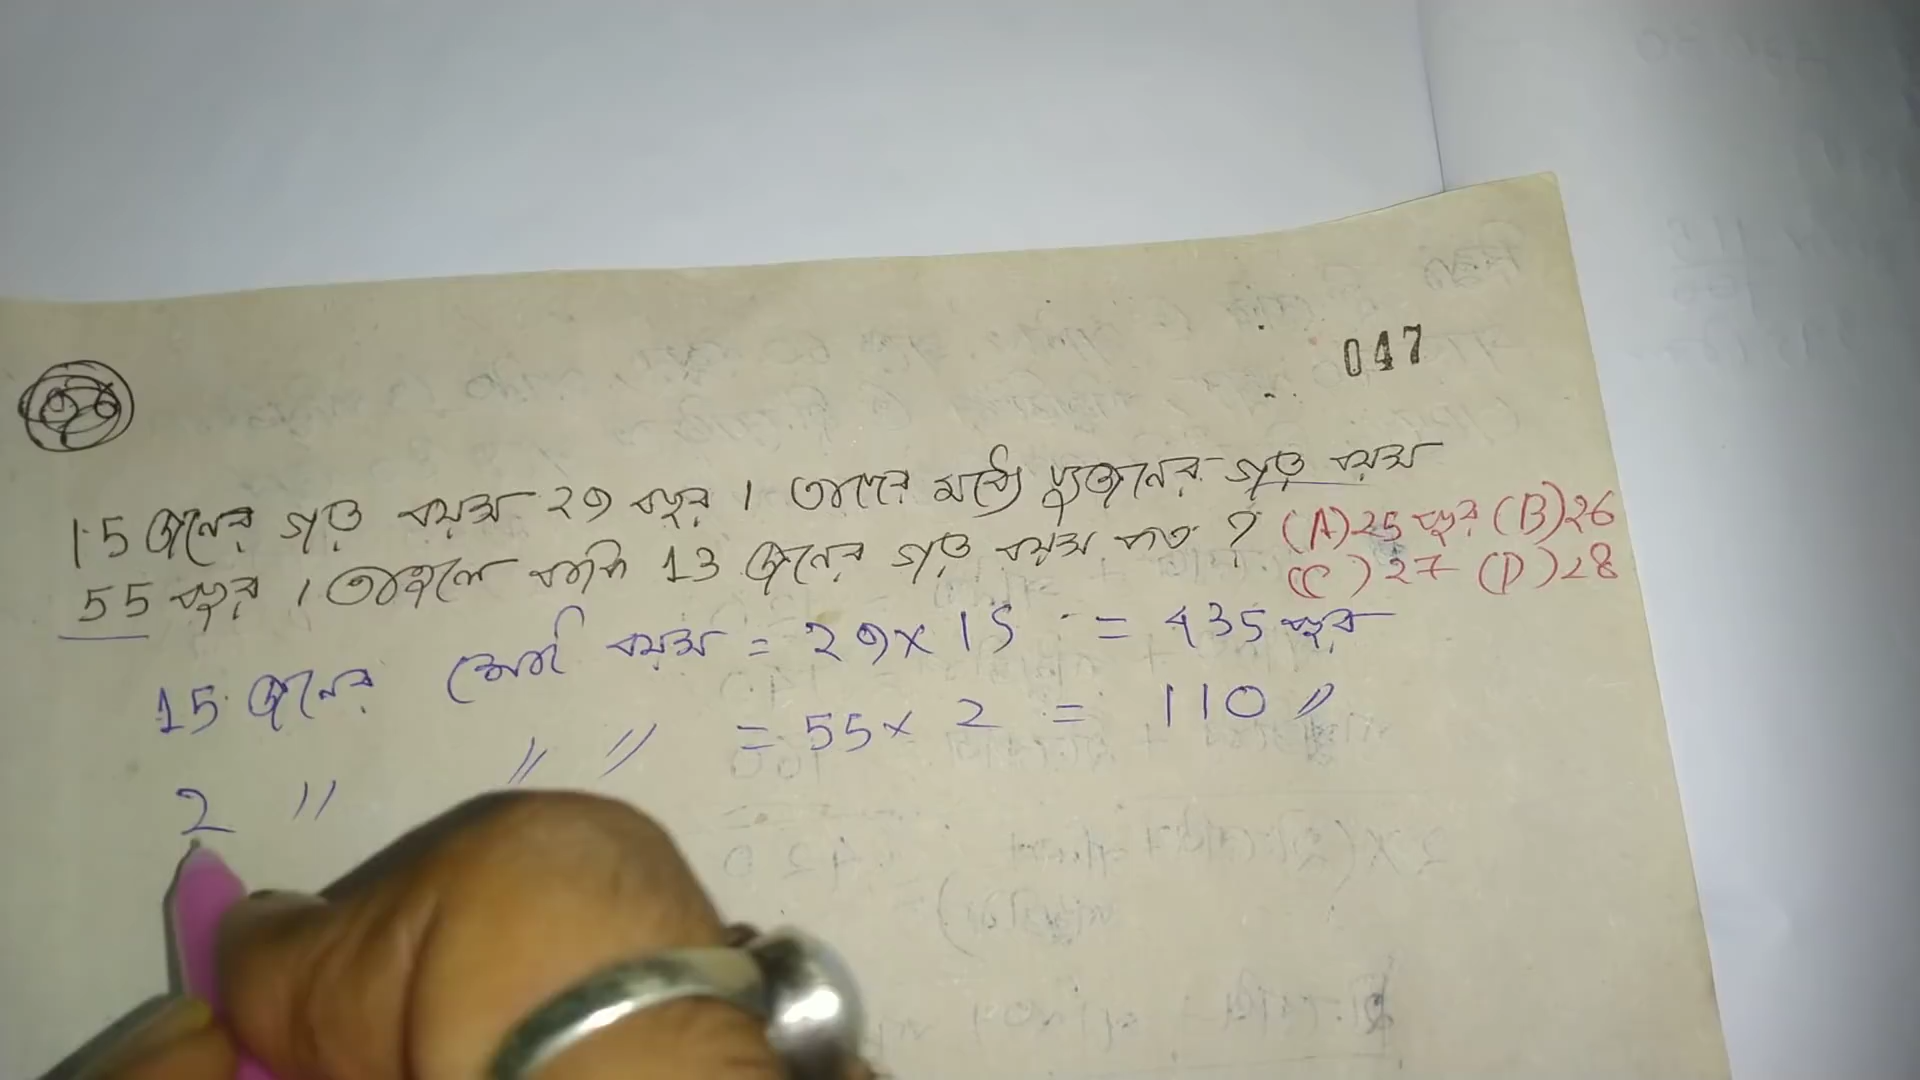 047
15 জনের গড় বয়স 29 বছর । তাদের মধ্যে দুজনের গড় বয়স
55 বছর । তাহলে বাকি 13 জনের গড় বয়স কত ? (A) 25 বছর (B) 26
(C) 27 (D) 28
15 জনের মোট বয়স = 29 × 15 = 435 বছর
2 〃 〃 〃 = 55 × 2 = 110 〃